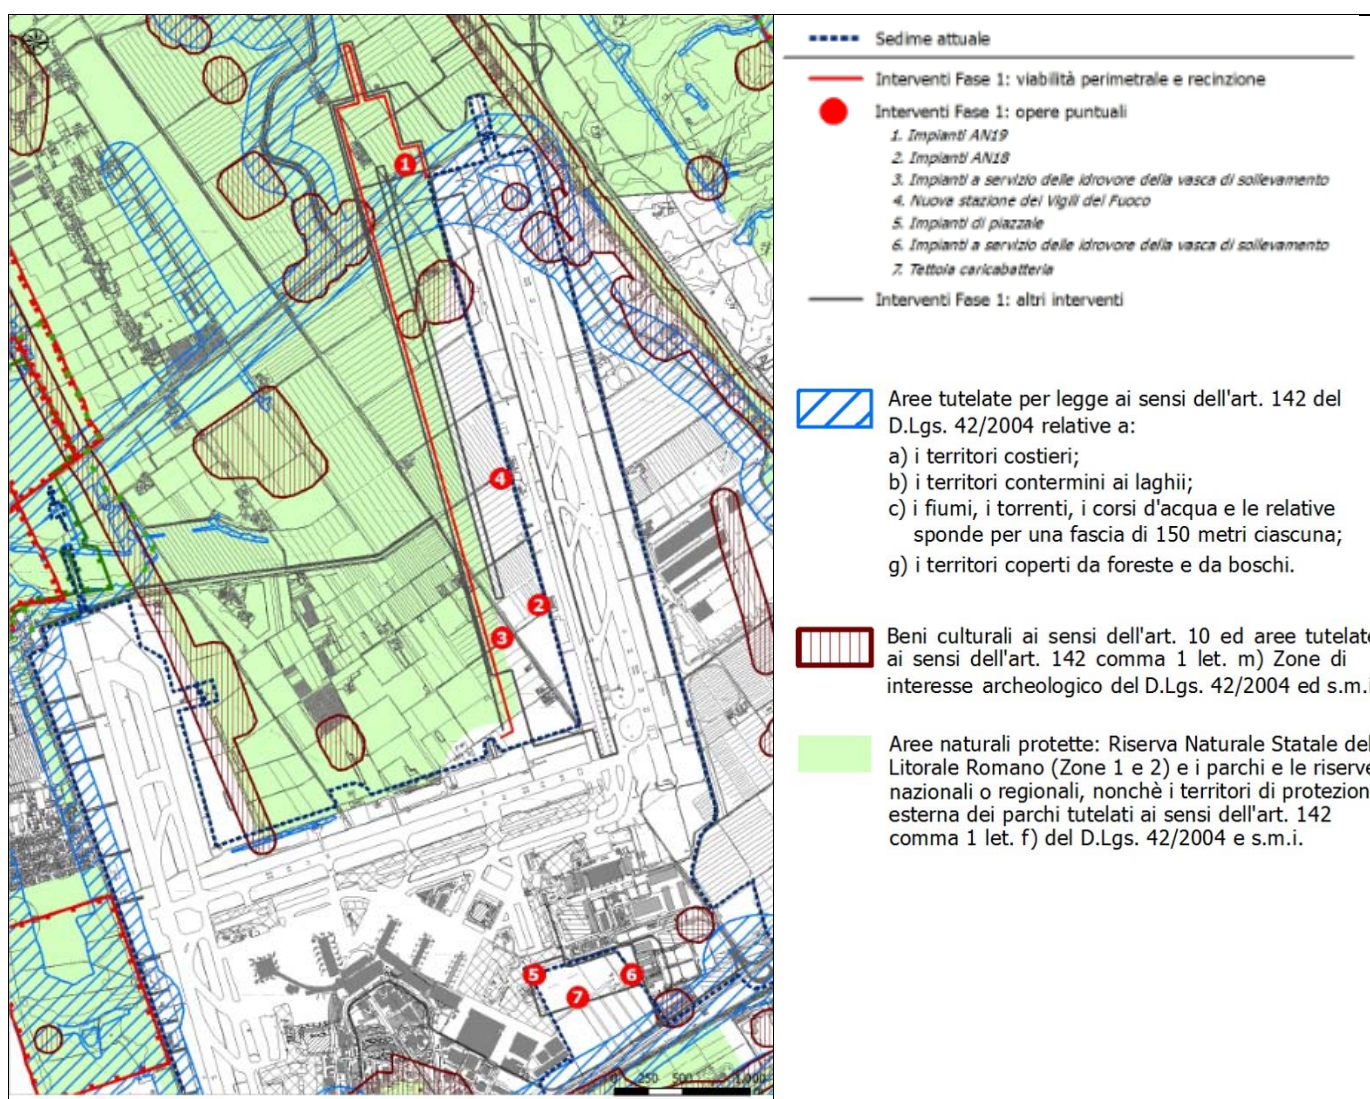 Sedime attuale
Interventi Fase 1: viabilità perimetrale e recinzione
Interventi Fase 1: opere puntuali
1. Impianti AN19
2. Impianti AN18
3. Impianti a servizio delle idrovore della vasca di sollevamento
4. Nuova stazione dei Vigili del Fuoco
5. Impianti di piazzale
6. Impianti a servizio delle idrovore della vasca di sollevamento
7. Tettoia caricabatteria
Interventi Fase 1: altri interventi
Aree tutelate per legge ai sensi dell'art. 142 del
D.Lgs. 42/2004 relative a:
a) i territori costieri;
b) i territori contermini ai laghii;
c) i fiumi, i torrenti, i corsi d'acqua e le relative
sponde per una fascia di 150 metri ciascuna;
g) i territori coperti da foreste e da boschi.
Beni culturali ai sensi dell'art. 10 ed aree tutelate
ai sensi dell'art. 142 comma 1 let. m) Zone di
interesse archeologico del D.Lgs. 42/2004 ed s.m.i
Aree naturali protette: Riserva Naturale Statale del
Litorale Romano (Zone 1 e 2) e i parchi e le riserve
nazionali o regionali, nonchè i territori di protezion
esterna dei parchi tutelati ai sensi dell'art. 142
comma 1 let. f) del D.Lgs. 42/2004 e s.m.i.
1
4
2
3
5
6
7
0 250 500 1.000